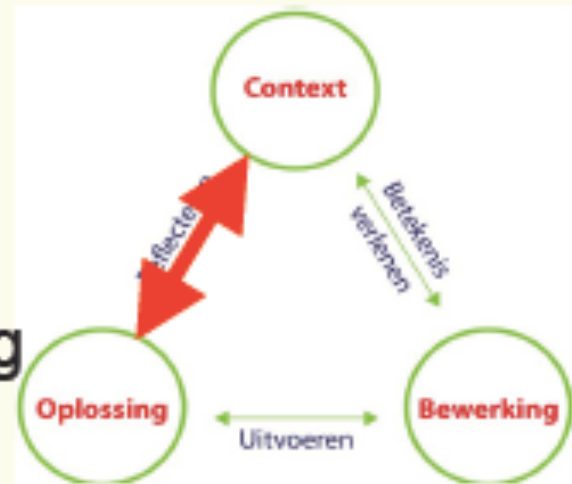 Context
Betekenis
verlenen
g
Oplossing
Bewerking
Uitvoeren